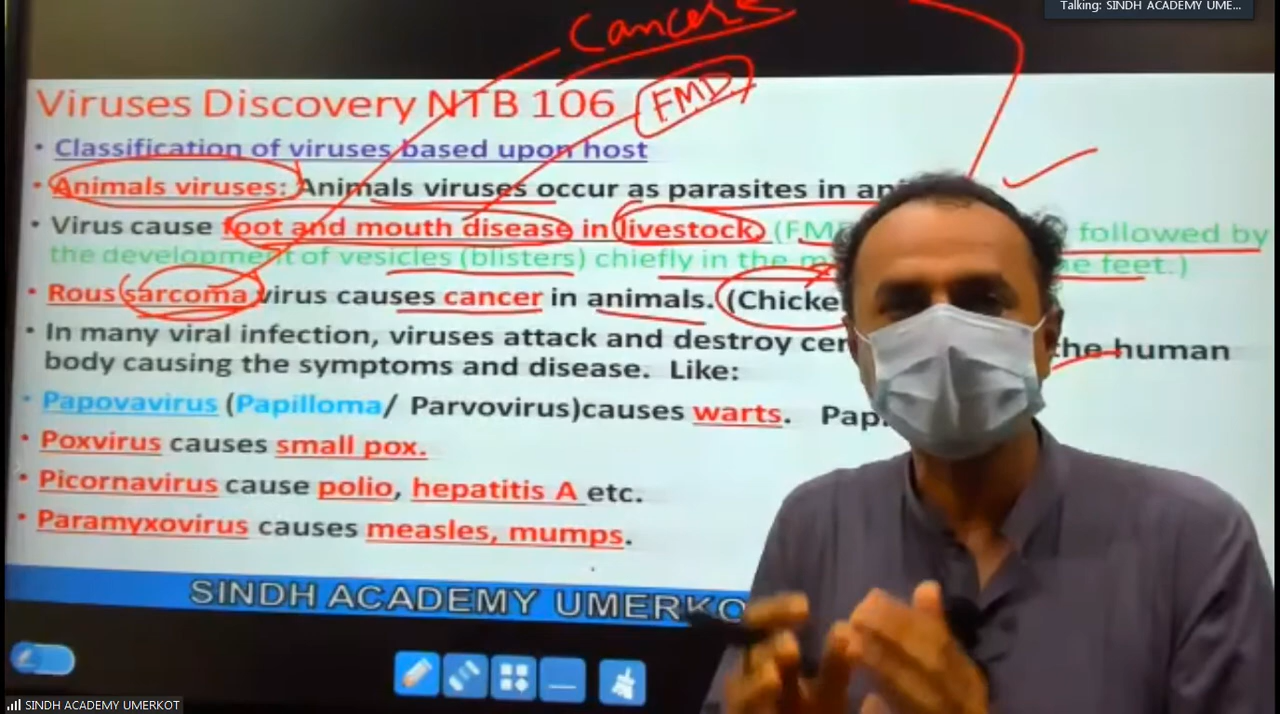 Talking: SINDH ACADEMY UME...
Cancer
Viruses Discovery NTB 106
FMD
• Classification of viruses based upon host
• Animals viruses: Animals viruses occur as parasites in
• Virus cause foot and mouth disease in livestock (FM followed by
the development of vesicles (blisters) chiefly in the feet.)
• Rous sarcoma virus causes cancer in animals. (Chicke
• In many viral infection, viruses attack and destroy cer the human
body causing the symptoms and disease. Like:
• Papovavirus (Papilloma/ Parvovirus)causes warts. Pap
• Poxvirus causes small pox.
• Picornavirus cause polio, hepatitis A etc.
• Paramyxovirus causes measles, mumps.
SINDH ACADEMY UMERKO
SINDH ACADEMY UMERKOT